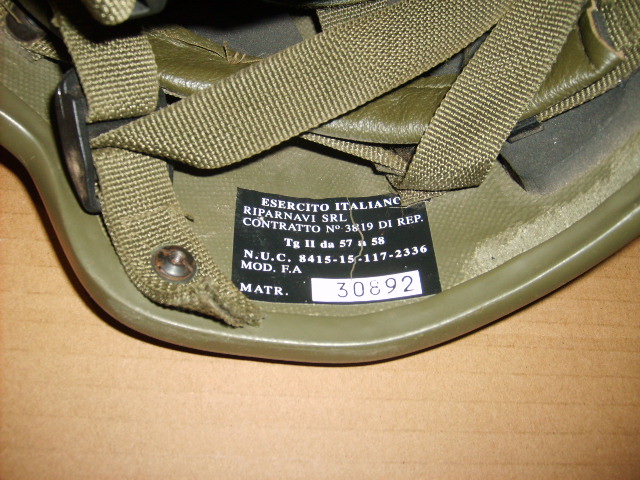 ESERCITO ITALIANO
RIPARNAVI SRL
CONTRATTO Nº 3819 DI REP.
Tg II da 57 a 58
N.U.C. 8415-15-117-2336
MOD. F.A
MATR. 30892